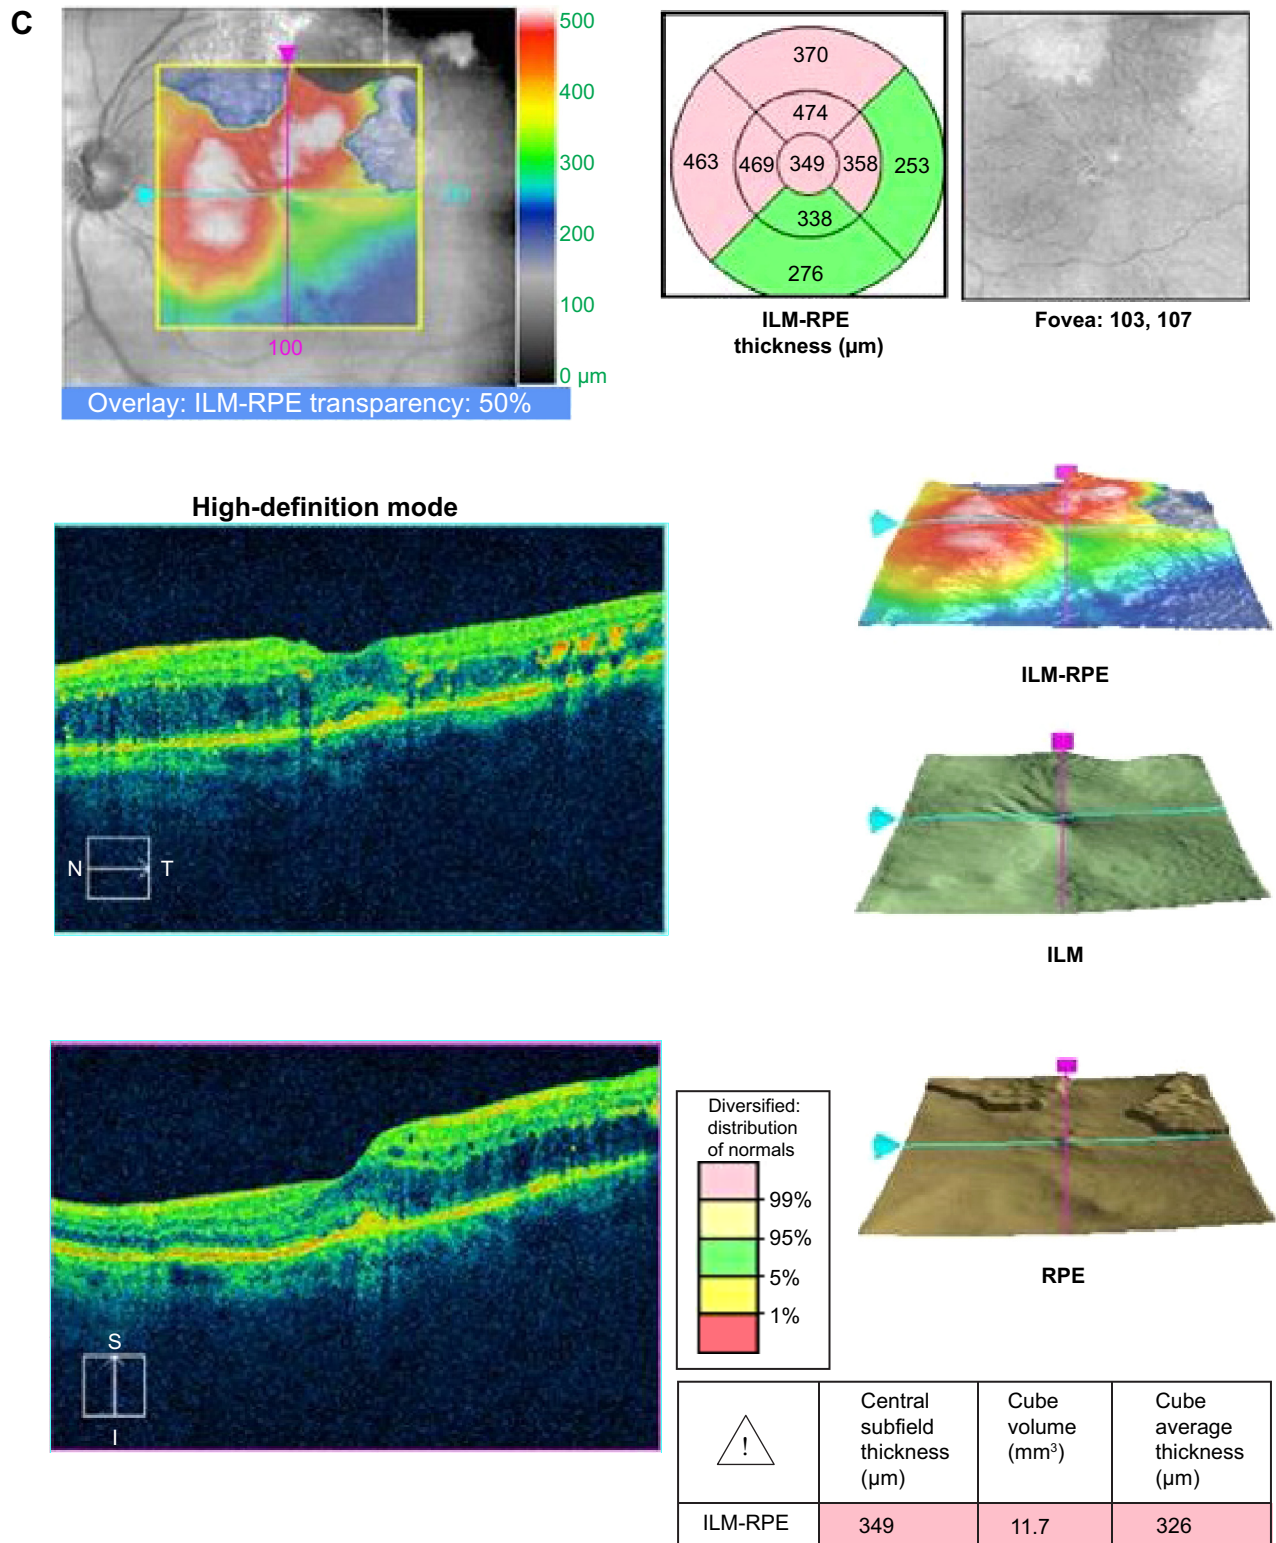 C
500
400
300
200
100
0 µm
100
Overlay: ILM-RPE transparency: 50%
370
474
463
469
349
358
253
338
276
ILM-RPE
thickness (µm)
Fovea: 103, 107
High-definition mode
N
T
ILM-RPE
ILM
S
I
Diversified:
distribution
of normals
99%
95%
5%
1%
RPE
!
Central
subfield
thickness
(µm)
Cube
volume
(mm³)
Cube
average
thickness
(µm)
ILM-RPE
349
11.7
326